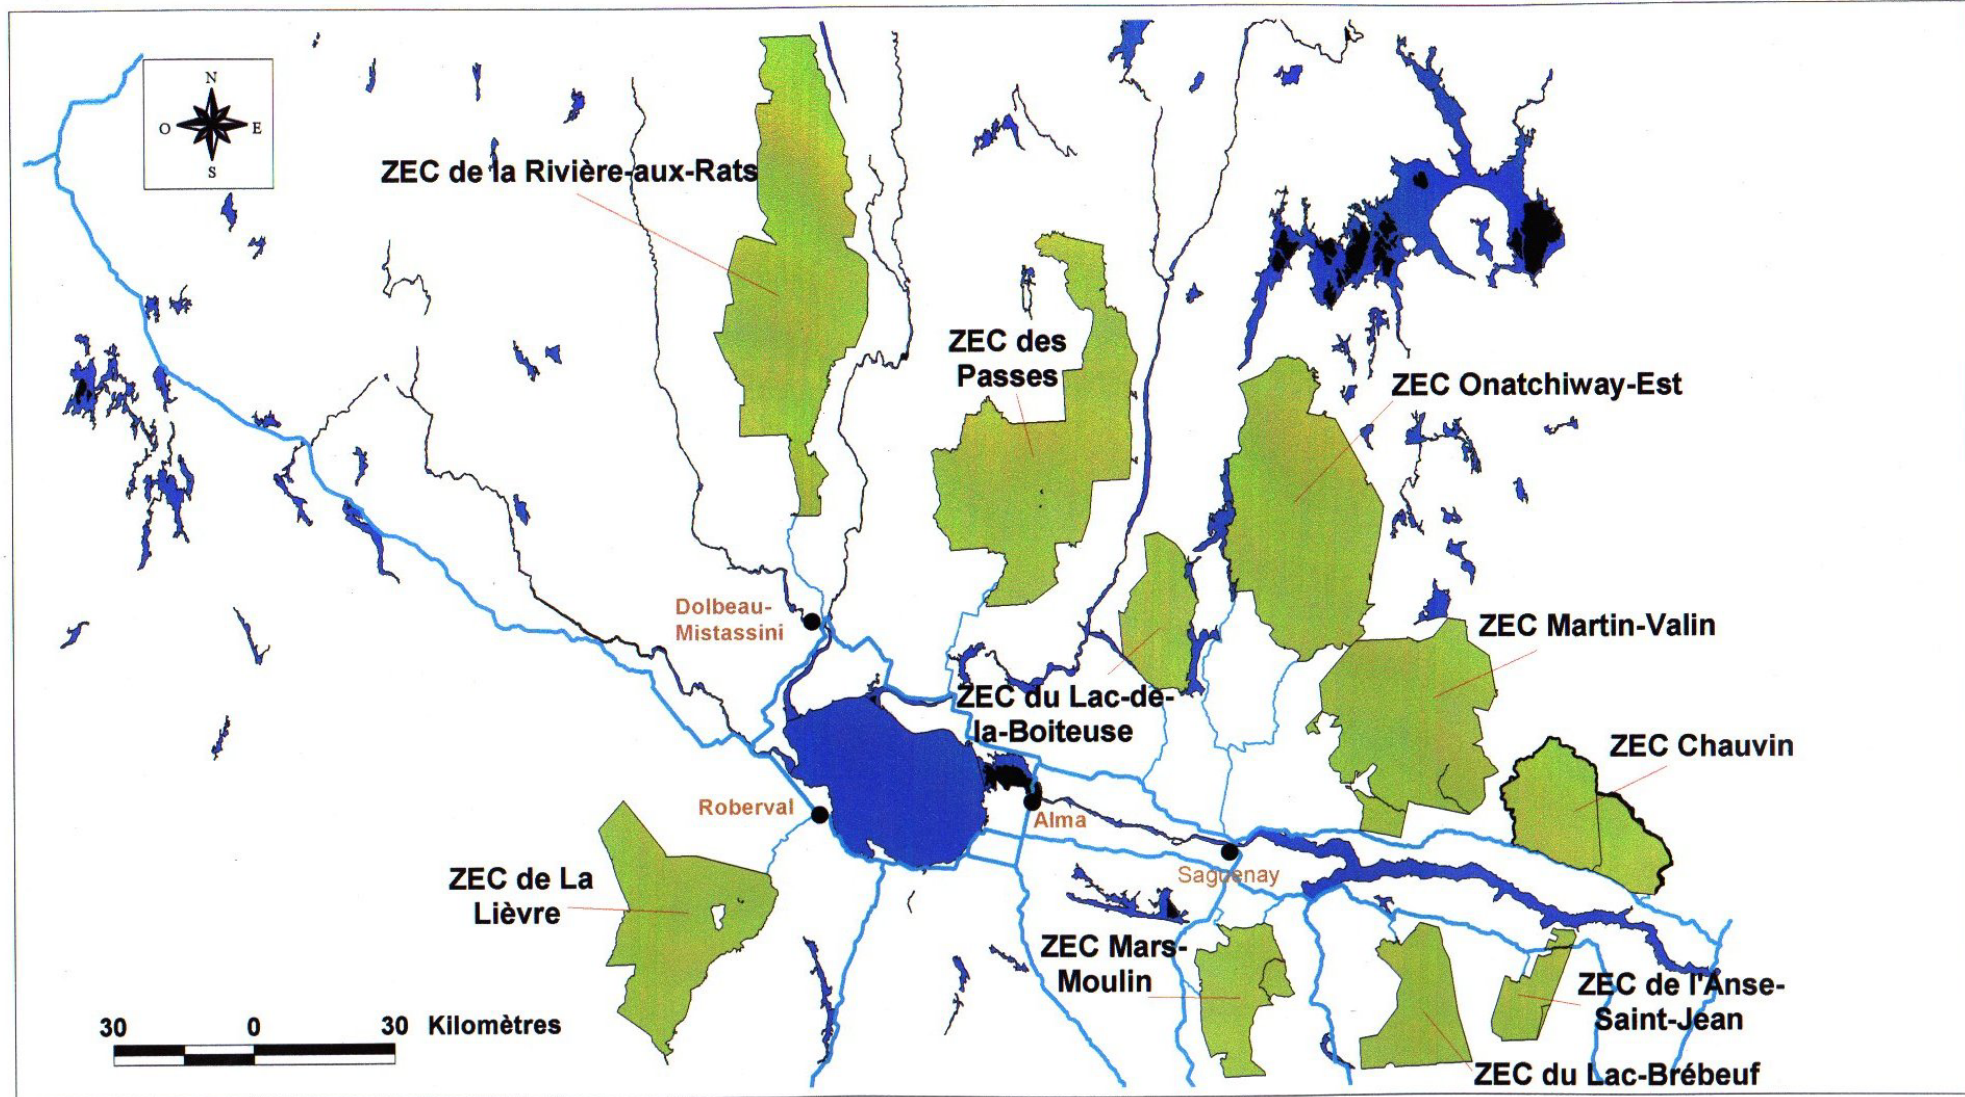 N
O E
S
ZEC de la Rivière-aux-Rats
ZEC des
Passes
ZEC Onatchiway-Est
Dolbeau-
Mistassini
ZEC Martin-Valin
ZEC du Lac-de-
la-Boiteuse
ZEC Chauvin
Roberval
Alma
Saguenay
ZEC de La
Lièvre
ZEC Mars-
Moulin
ZEC de l'Anse-
Saint-Jean
30 0 30 Kilomètres
ZEC du Lac-Brébeuf